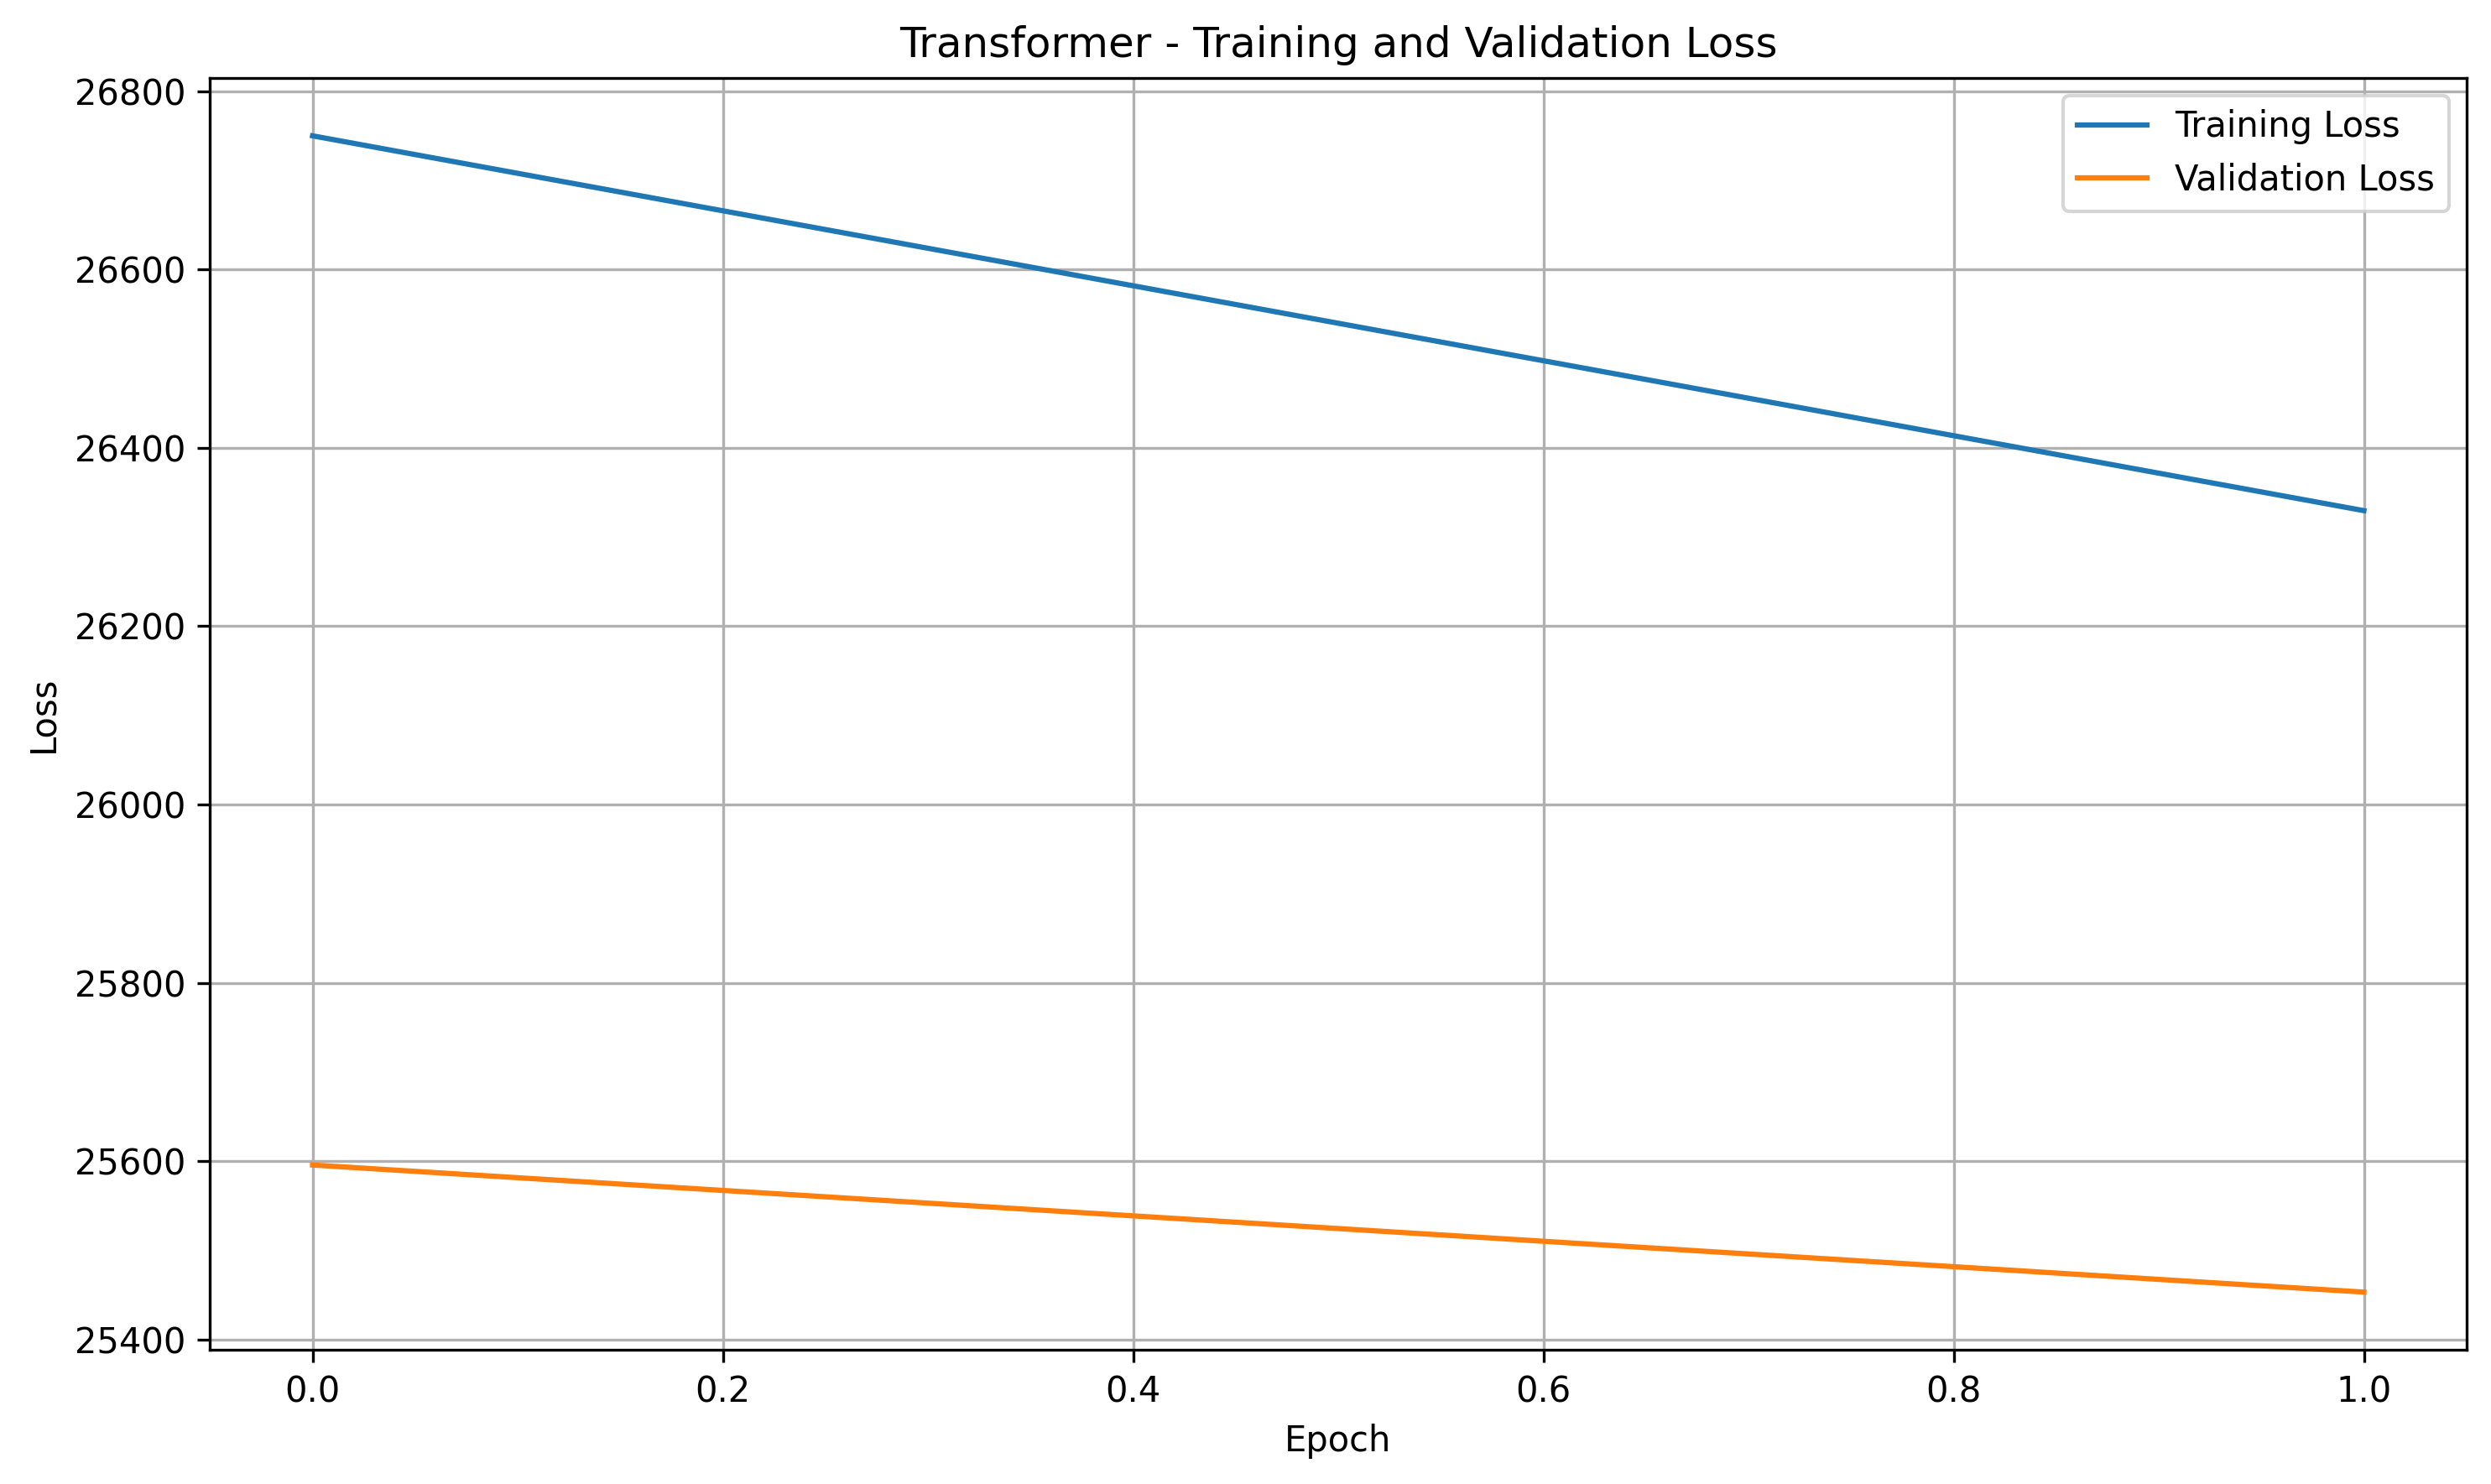 Transformer - Training and Validation Loss
Training Loss
Validation Loss
26800
26600
26400
26200
26000
25800
25600
25400
Loss
0.0 0.2 0.4 0.6 0.8 1.0
Epoch